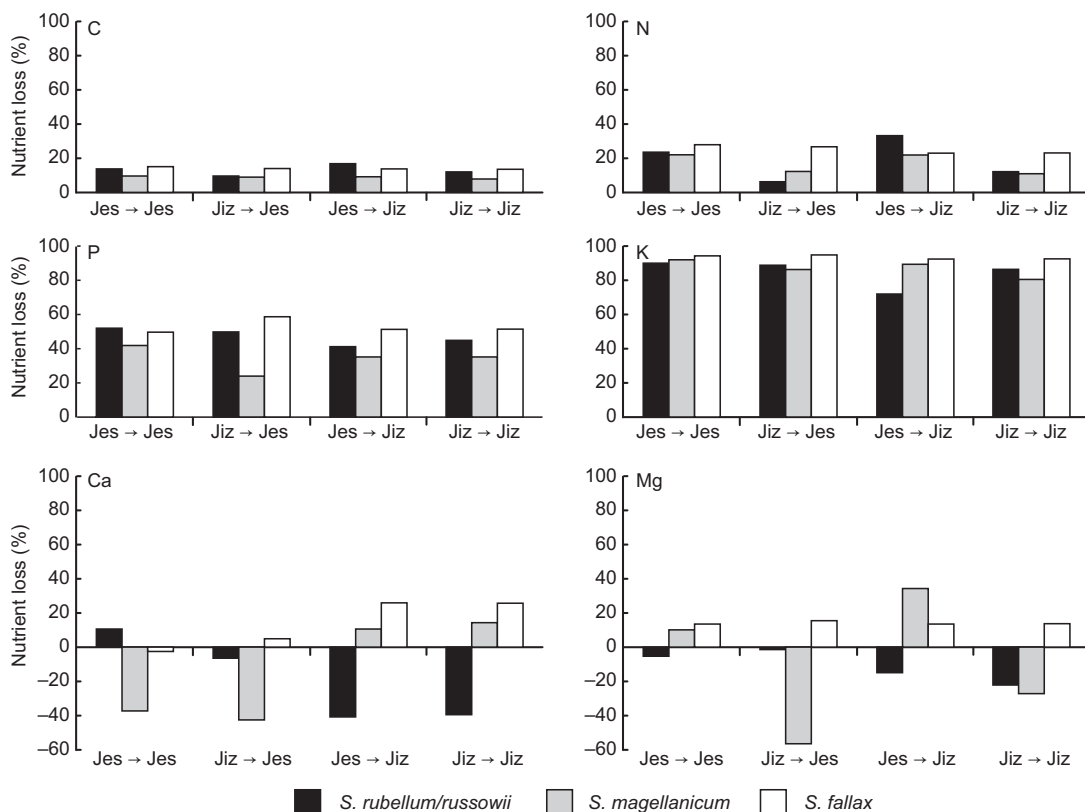 C
N
Nutrient loss (%)
100
80
60
40
20
0
100
80
60
40
20
0
Jes → Jes Jiz → Jes Jes → Jiz Jiz → Jiz
Jes → Jes Jiz → Jes Jes → Jiz Jiz → Jiz
P
K
Nutrient loss (%)
100
80
60
40
20
0
100
80
60
40
20
0
Jes → Jes Jiz → Jes Jes → Jiz Jiz → Jiz
Jes → Jes Jiz → Jes Jes → Jiz Jiz → Jiz
Ca
Mg
Nutrient loss (%)
100
80
60
40
20
0
–20
–40
–60
100
80
60
40
20
0
–20
–40
–60
Jes → Jes Jiz → Jes Jes → Jiz Jiz → Jiz
Jes → Jes Jiz → Jes Jes → Jiz Jiz → Jiz
S. rubellum/russowii S. magellanicum S. fallax